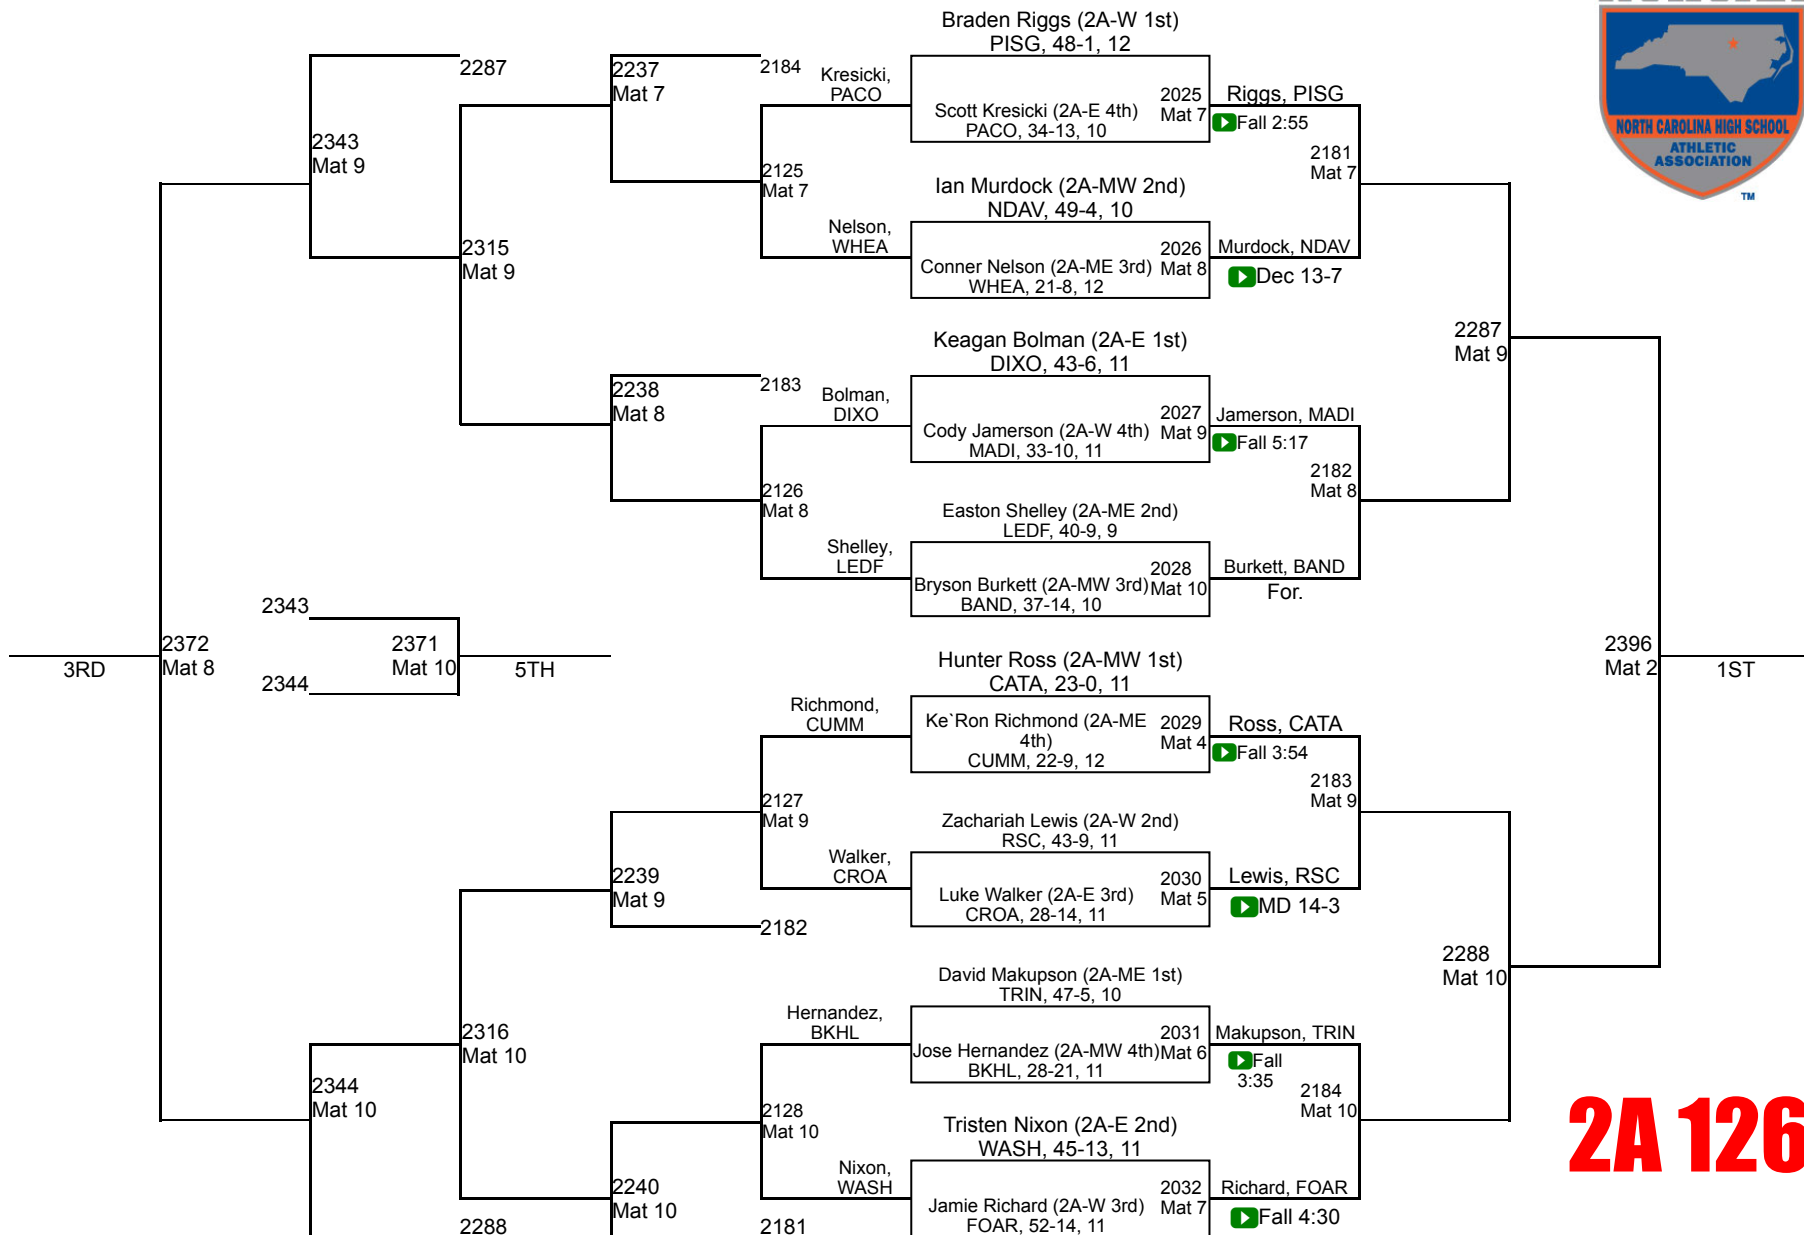 Braden Riggs (2A-W 1st)
PISG, 48-1, 12
2287
2237
Mat 7
2184
Kresicki,
PACO
Scott Kresicki (2A-E 4th)
PACO, 34-13, 10
2025
Mat 7
Riggs, PISG
Fall 2:55
NORTH CAROLINA HIGH SCHOOL
ATHLETIC
ASSOCIATION
TM
2343
Mat 9
2125
Mat 7
2181
Mat 7
Ian Murdock (2A-MW 2nd)
NDAV, 49-4, 10
2315
Mat 9
Nelson,
WHEA
Conner Nelson (2A-ME 3rd)
WHEA, 21-8, 12
2026
Mat 8
Murdock, NDAV
Dec 13-7
Keagan Bolman (2A-E 1st)
DIXO, 43-6, 11
2287
Mat 9
2238
Mat 8
2183
Bolman,
DIXO
Cody Jamerson (2A-W 4th)
MADI, 33-10, 11
2027
Mat 9
Jamerson, MADI
Fall 5:17
2126
Mat 8
2182
Mat 8
Easton Shelley (2A-ME 2nd)
LEDF, 40-9, 9
Shelley,
LEDF
Bryson Burkett (2A-MW 3rd)
BAND, 37-14, 10
2028
Mat 10
Burkett, BAND
For.
2343
3RD
2372
Mat 8
2371
Mat 10
5TH
2344
2396
Mat 2
1ST
Hunter Ross (2A-MW 1st)
CATA, 23-0, 11
Richmond,
CUMM
Ke`Ron Richmond (2A-ME
4th)
CUMM, 22-9, 12
2029
Mat 4
Ross, CATA
Fall 3:54
2127
Mat 9
2183
Mat 9
Zachariah Lewis (2A-W 2nd)
RSC, 43-9, 11
2239
Mat 9
Walker,
CROA
Luke Walker (2A-E 3rd)
CROA, 28-14, 11
2030
Mat 5
Lewis, RSC
MD 14-3
2182
2288
Mat 10
David Makupson (2A-ME 1st)
TRIN, 47-5, 10
2316
Mat 10
Hernandez,
BKHL
Jose Hernandez (2A-MW 4th)
BKHL, 28-21, 11
2031
Mat 6
Makupson, TRIN
Fall
3:35
2344
Mat 10
2128
Mat 10
2184
Mat 10
Tristen Nixon (2A-E 2nd)
WASH, 45-13, 11
2A 126
2240
Mat 10
Nixon,
WASH
Jamie Richard (2A-W 3rd)
FOAR, 52-14, 11
2032
Mat 7
Richard, FOAR
Fall 4:30
2288
2181